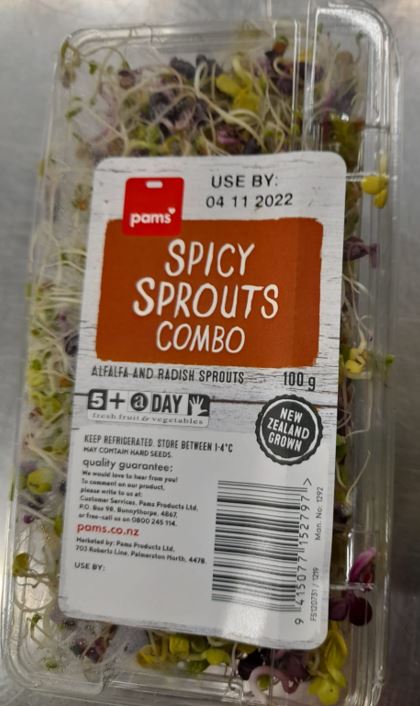 USE BY:
04 11 2022
pams
SPICY
SPROUTS
COMBO
ALFALFA AND RADISH SPROUTS 100 g
5+ a DAY
fresh fruit & vegetables
NEW
ZEALAND
GROWN
KEEP REFRIGERATED. STORE BETWEEN 1-4°C
MAY CONTAIN HARD SEEDS.
quality guarantee:
We would love to hear from you!
To comment on our product,
please write to us at:
Customer Services, Pams Products Ltd,
P.O. Box 98, Bunnythorpe, 4867,
or free-call us on 0800 245 114.
pams.co.nz
Marketed by: Pams Products Ltd,
703 Roberts Line, Palmerston North, 4478.
USE BY:
9 415077 152797 >
Man. No. 1292
FS120731 / 1219